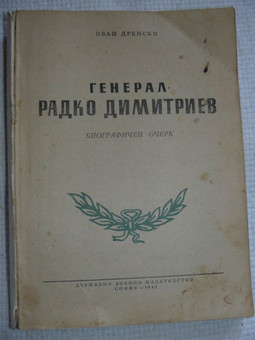 ИВАН ДРЕНСКИ
ГЕНЕРАЛ
РАДКО ДИМИТРИЕВ
БИОГРАФИЧЕН ОЧЕРК
ДЪРЖАВНО ВОЕННО ИЗДАТЕЛСТВО
СОФИЯ